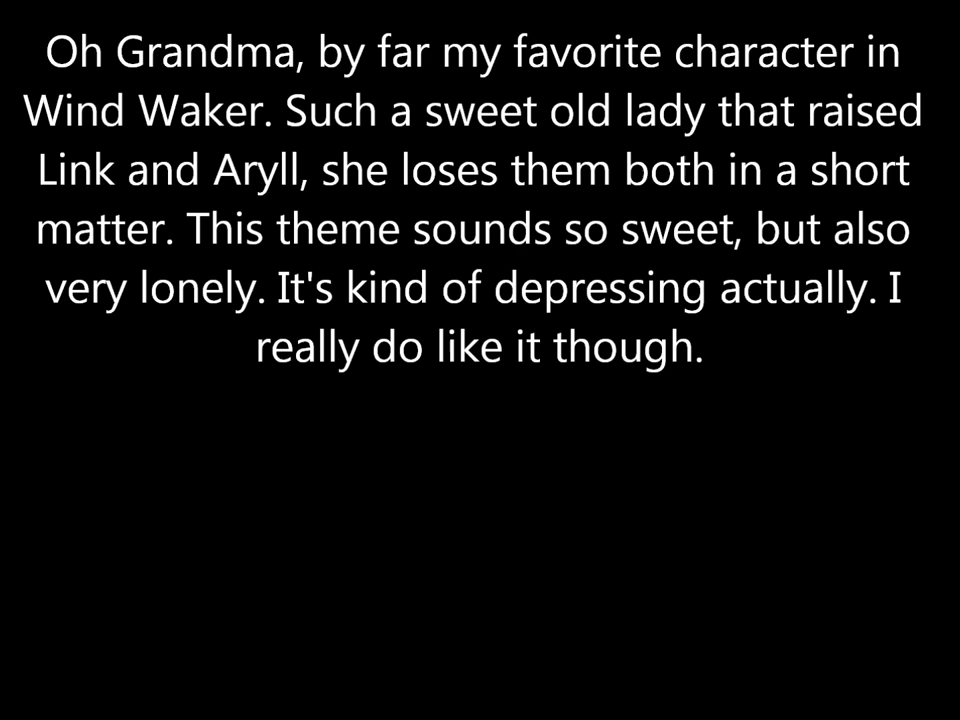 Oh Grandma, by far my favorite character in
Wind Waker. Such a sweet old lady that raised
Link and Aryll, she loses them both in a short
matter. This theme sounds so sweet, but also
very lonely. It's kind of depressing actually. I
really do like it though.